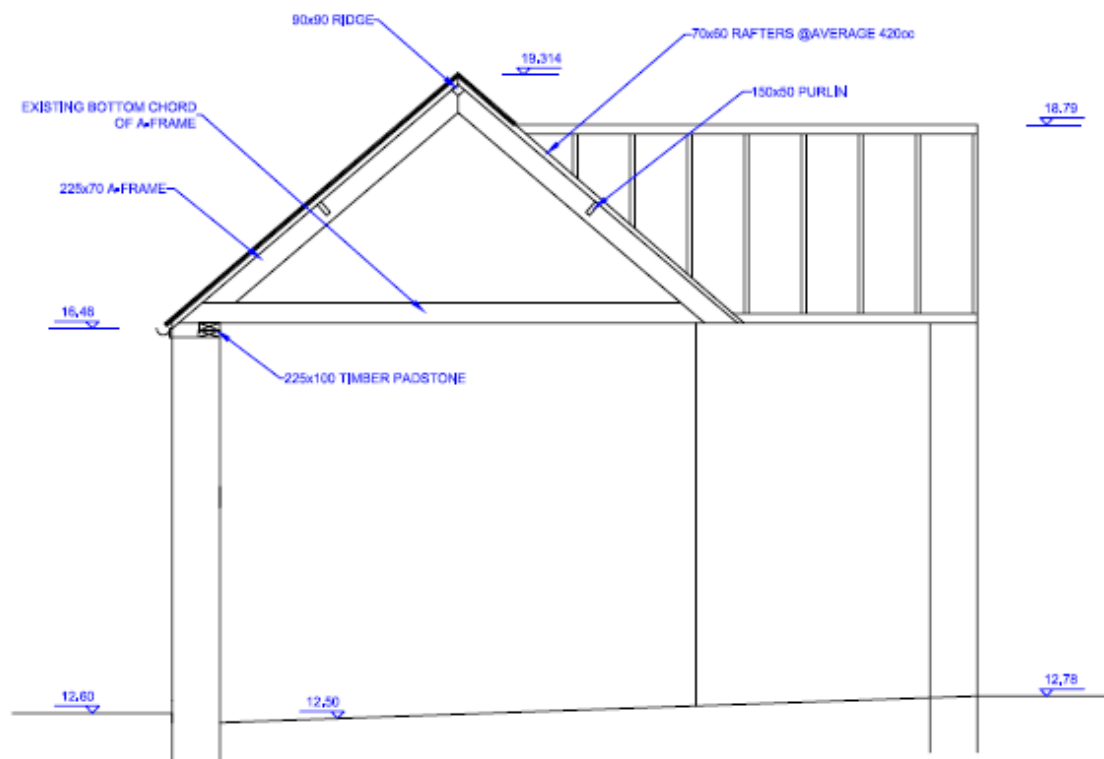 90x90 RIDGE
70x60 RAFTERS @AVERAGE 420cc
19,314
150x50 PURLIN
EXISTING BOTTOM CHORD
OF A-FRAME
18.79
225x70 A-FRAME
16,48
225x100 TIMBER PADSTONE
12,60
12,50
12,78